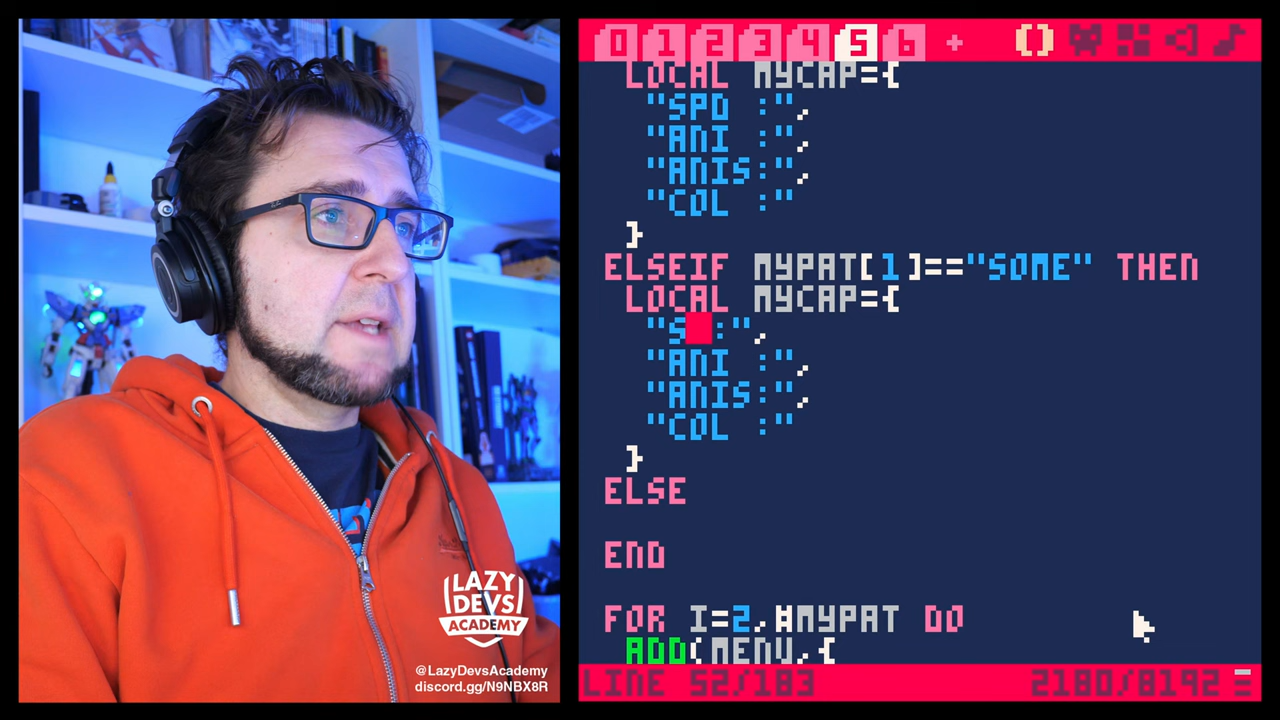 0 1 2 3 4 5 6 + ()
LOCAL MYCAP={
"SPD :",
"ANI :",
"ANIS:",
"COL :"
}
ELSEIF MYPAT[1]=="SOME" THEN
LOCAL MYCAP={
"S :",
"ANI :",
"ANIS:",
"COL :"
}
ELSE
END
FOR I=2,#MYPAT DO
ADD(MENU,{
LINE 52/183 2180/8192
LAZY
DEVS
ACADEMY
@LazyDevsAcademy
discord.gg/N9NBX8R